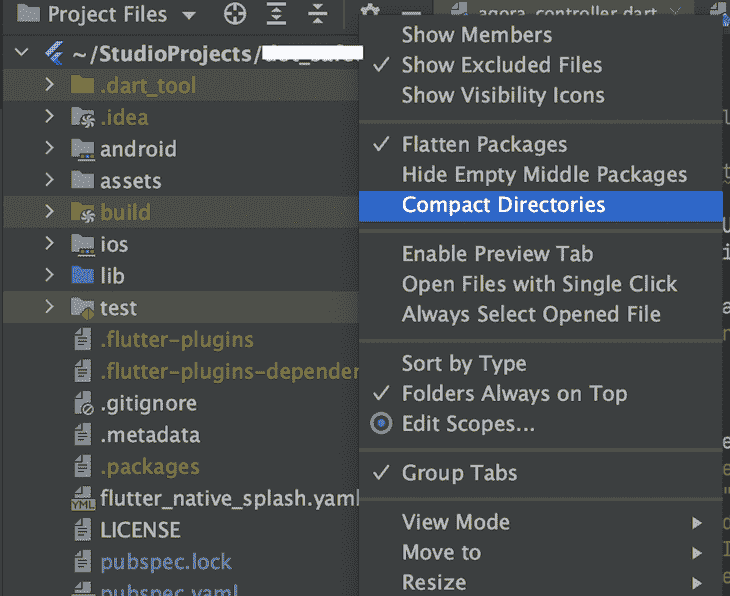 Project Files
agora_controller.dart
~/StudioProjects/
.dart_tool
.idea
android
assets
build
ios
lib
test
.flutter-plugins
.flutter-plugins-depender
.gitignore
.metadata
.packages
flutter_native_splash.yaml
LICENSE
pubspec.lock
pubspec.yaml
Show Members
Show Excluded Files
Show Visibility Icons
Flatten Packages
Hide Empty Middle Packages
Compact Directories
Enable Preview Tab
Open Files with Single Click
Always Select Opened File
Sort by Type
Folders Always on Top
Edit Scopes...
Group Tabs
View Mode
Move to
Resize